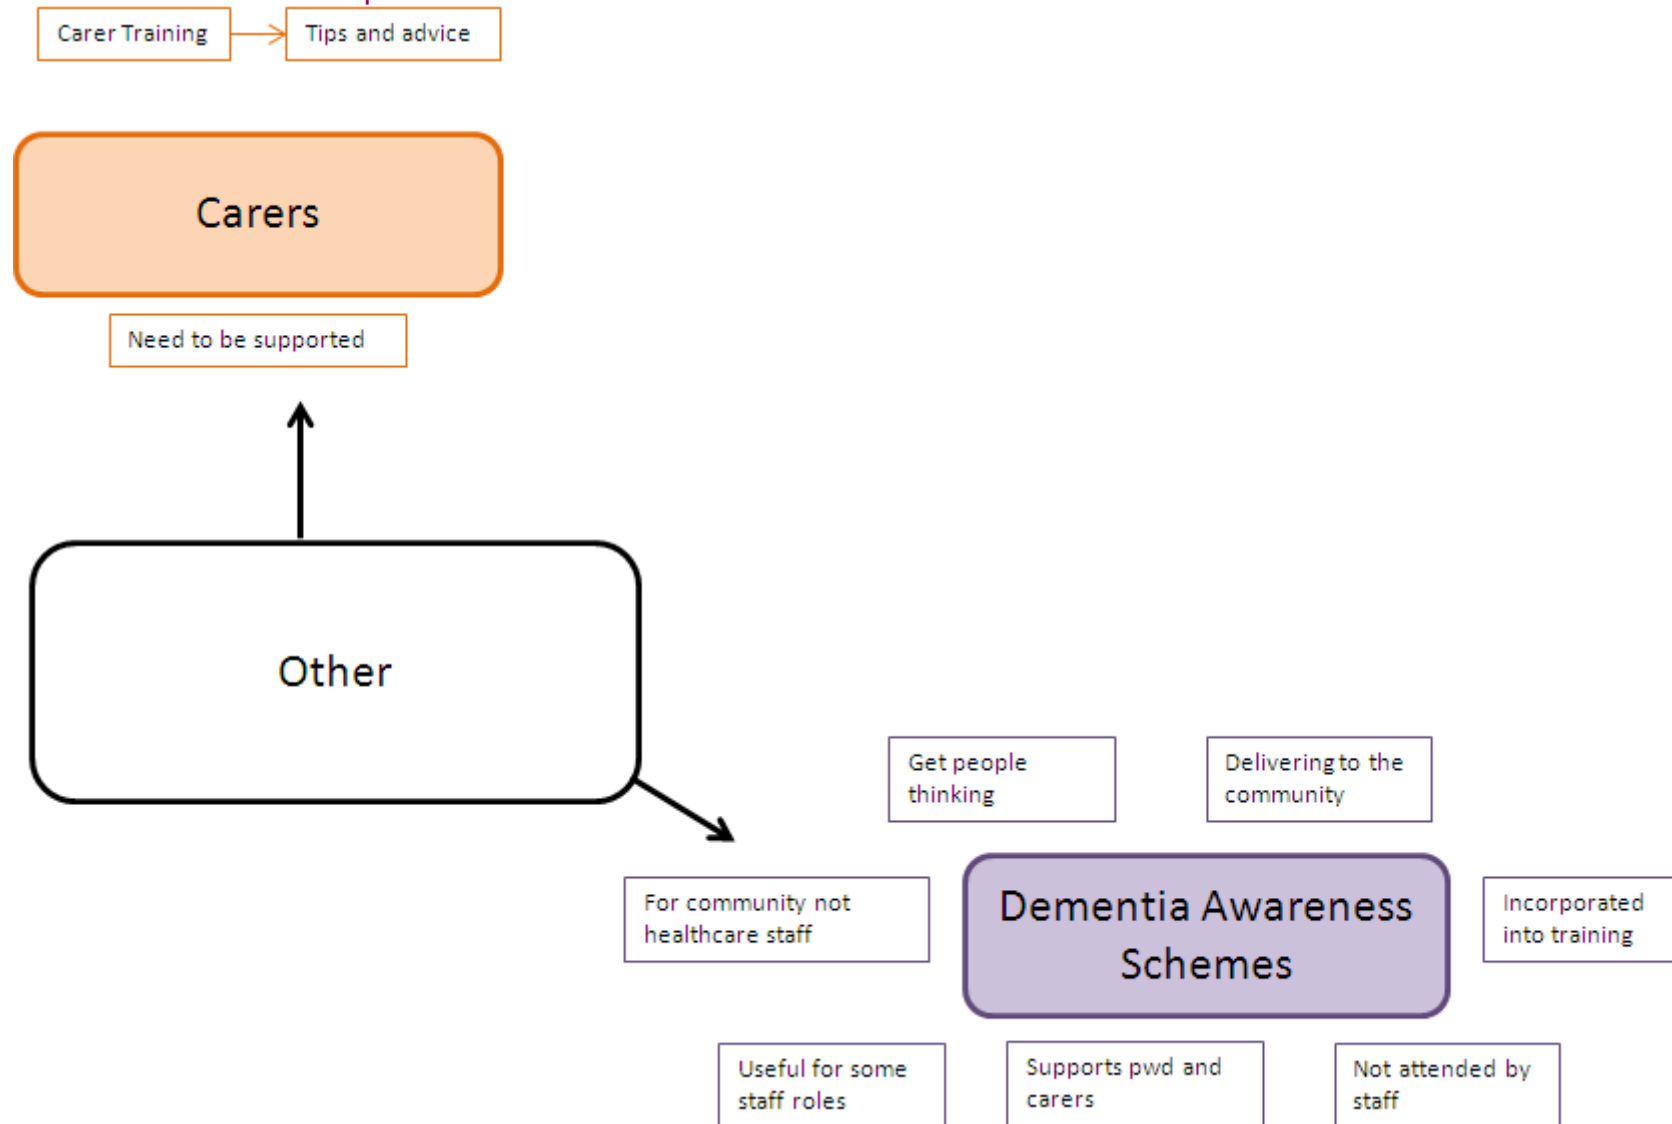 Carer Training
Tips and advice
Carers
Need to be supported
Other
Get people
thinking
Delivering to the
community
For community not
healthcare staff
Dementia Awareness
Schemes
Incorporated
into training
Useful for some
staff roles
Supports pwd and
carers
Not attended by
staff